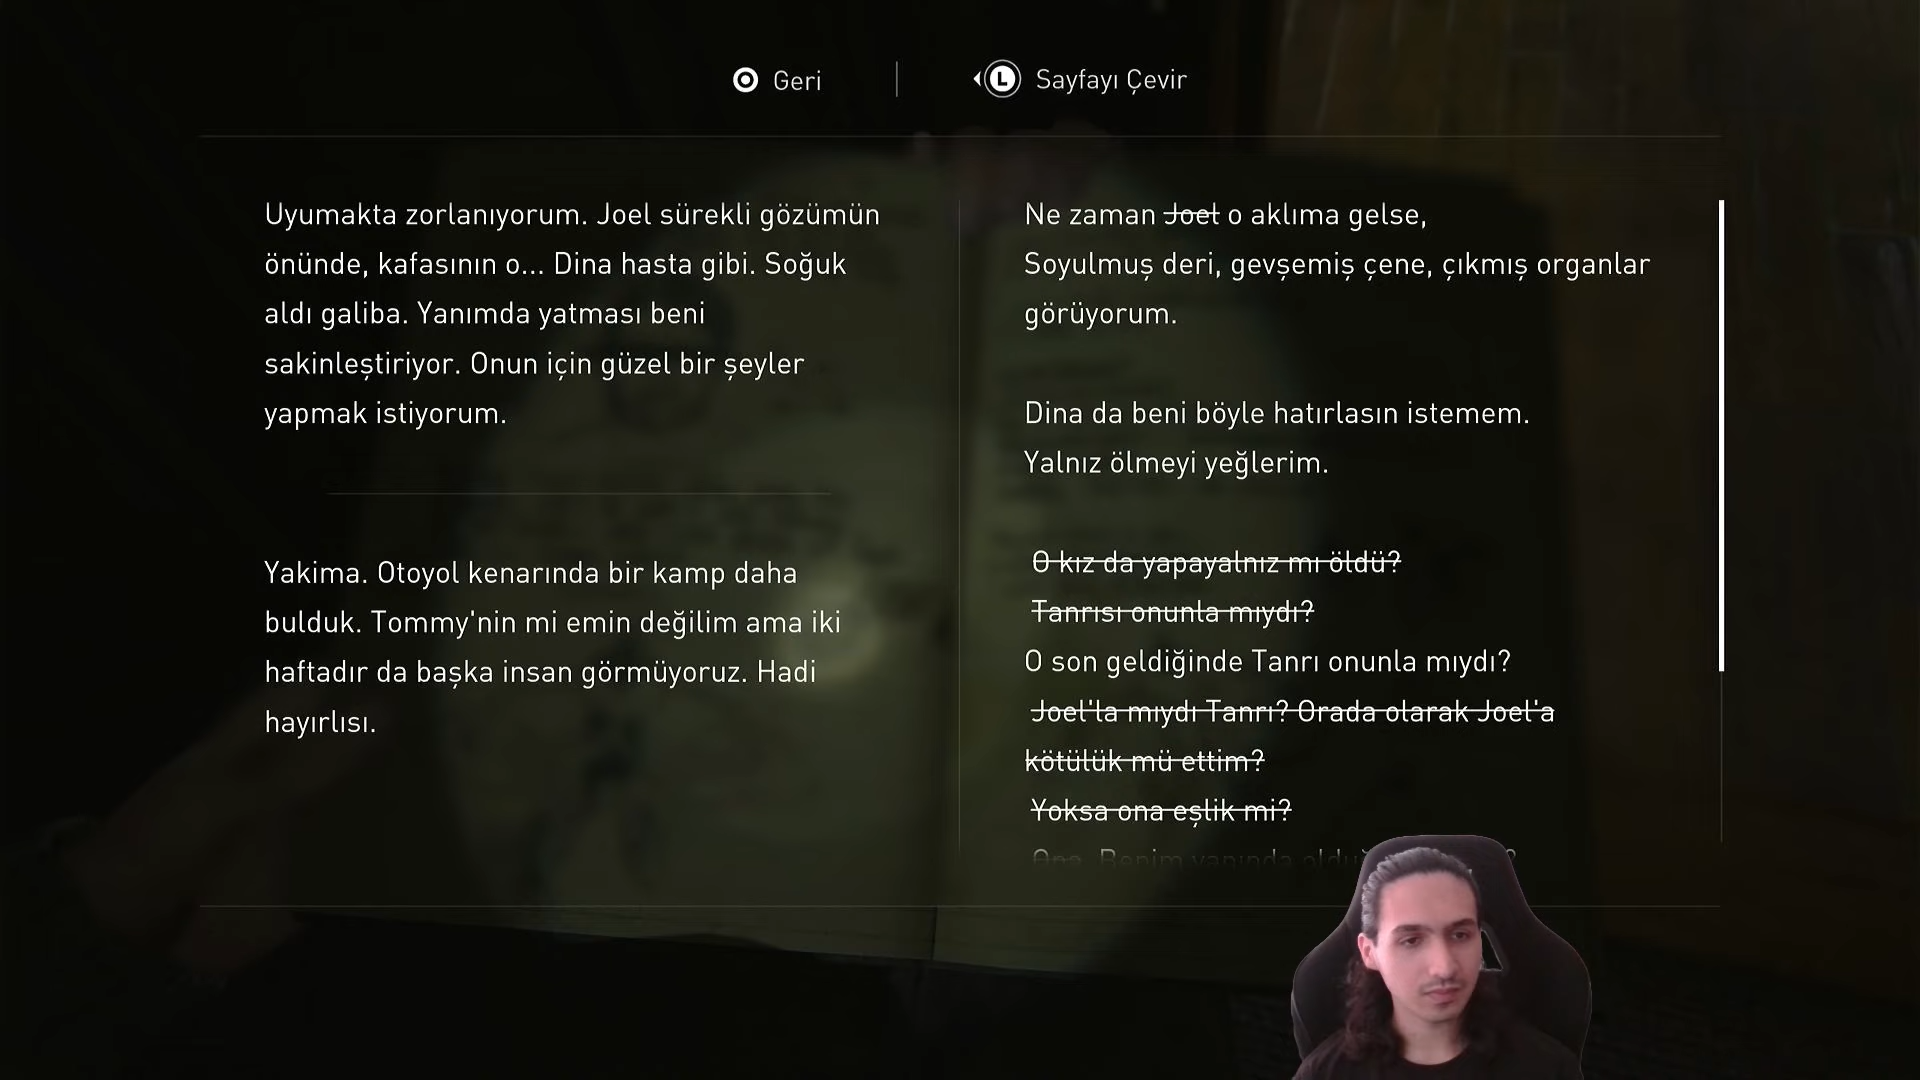 Geri
Sayfayı Çevir
Uyumakta zorlanıyorum. Joel sürekli gözümün
önünde, kafasının o... Dina hasta gibi. Soğuk
aldı galiba. Yanımda yatması beni
sakinleştiriyor. Onun için güzel bir şeyler
yapmak istiyorum.
Yakima. Otoyol kenarında bir kamp daha
bulduk. Tommy'nin mi emin değilim ama iki
haftadır da başka insan görmüyoruz. Hadi
hayırlısı.
Ne zaman Joel o aklıma gelse,
Soyulmuş deri, gevşemiş çene, çıkmış organlar
görüyorum.
Dina da beni böyle hatırlasın istemem.
Yalnız ölmeyi yeğlerim.
O kız da yapayalnız mı öldü?
Tanrısı onunla mıydı?
O son geldiğinde Tanrı onunla mıydı?
Joel'la mıydı Tanrı? Orada olarak Joel'a
kötülük mü ettim?
Yoksa ona eşlik mi?
Ona Benim yanında